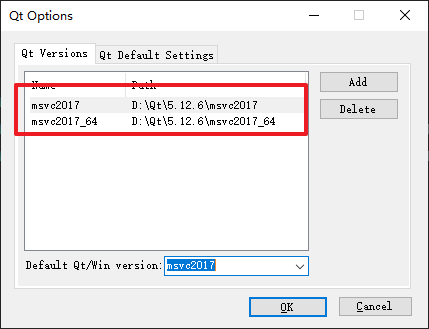 Qt Options
Qt Versions Qt Default Settings
Name Path
msvc2017 D:\Qt\5.12.6\msvc2017
msvc2017_64 D:\Qt\5.12.6\msvc2017_64
Add
Delete
Default Qt/Win version: msvc2017
OK Cancel